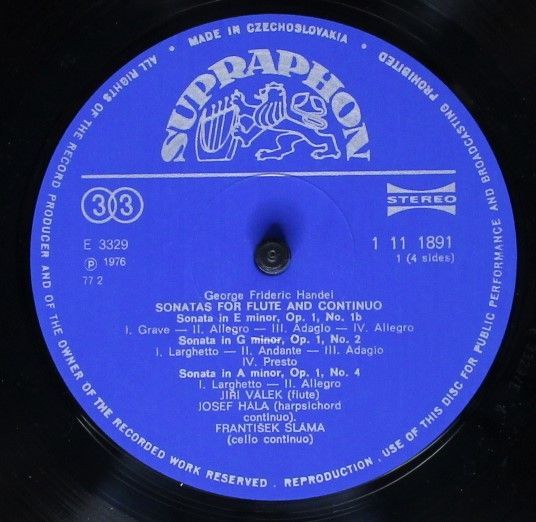 ALL RIGHTS OF THE RECORD PRODUCER AND OF THE OWNER OF THE RECORDED WORK RESERVED . REPRODUCTION . USE OF THIS DISC FOR PUBLIC PERFORMANCE AND BROADCASTING PROHIBITED
• MADE IN CZECHOSLOVAKIA •
SUPRAPHON
33
STEREO
E 3329
1 11 1891
Ⓟ 1976
1 (4 sides)
77 2
George Frideric Handel
SONATAS FOR FLUTE AND CONTINUO
Sonata in E minor, Op. 1, No. 1b
I. Grave — II. Allegro — III. Adagio — IV. Allegro
Sonata in G minor, Op. 1, No. 2
I. Larghetto — II. Andante — III. Adagio
IV. Presto
Sonata in A minor, Op. 1, No. 4
I. Larghetto — II. Allegro
JIŘÍ VÁLEK (flute)
JOSEF HÁLA (harpsichord
continuo).
FRANTIŠEK SLÁMA
(cello continuo)